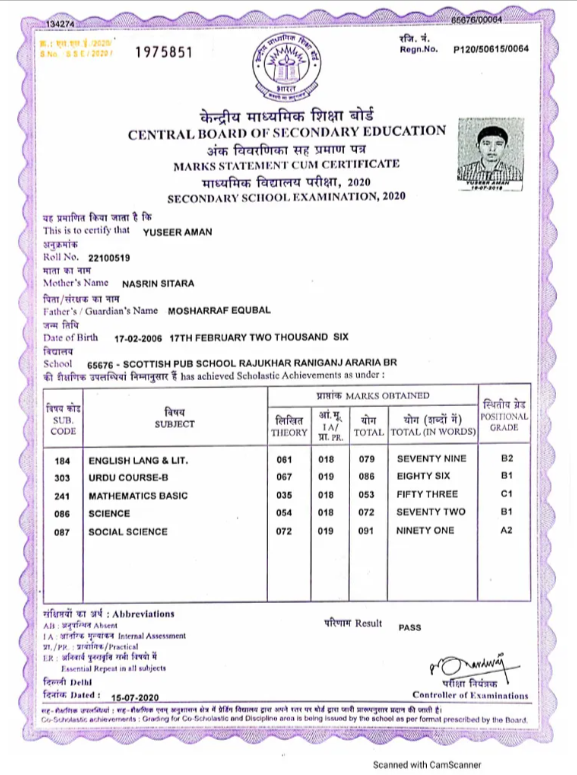 134274
65676/00064
क्र.: एस.एस.ई./2020/
S No. S S E / 2020 /
1975851
रजि. नं.
Regn.No. P120/50615/0064
भारत
केन्द्रीय माध्यमिक शिक्षा बोर्ड
CENTRAL BOARD OF SECONDARY EDUCATION
अंक विवरणिका सह प्रमाण पत्र
MARKS STATEMENT CUM CERTIFICATE
माध्यमिक विद्यालय परीक्षा, 2020
SECONDARY SCHOOL EXAMINATION, 2020
YUSEER AMAN
यह प्रमाणित किया जाता है कि
This is to certify that YUSEER AMAN
अनुक्रमांक
Roll No. 22100519
माता का नाम
Mother's Name NASRIN SITARA
पिता/संरक्षक का नाम
Father's / Guardian's Name MOSHARRAF EQUBAL
जन्म तिथि
Date of Birth 17-02-2006 17TH FEBRUARY TWO THOUSAND SIX
विद्यालय
School 65676 - SCOTTISH PUB SCHOOL RAJUKHAR RANIGANJ ARARIA BR
की शैक्षणिक उपलब्धियां निम्नानुसार हैं has achieved Scholastic Achievements as under :
विषय कोड SUB. CODE
विषय SUBJECT
प्राप्तांक MARKS OBTAINED
स्थितीय ग्रेड POSITIONAL GRADE
लिखित THEORY
आं.मू. I A/ प्रा. PR.
योग TOTAL
योग (शब्दों में) TOTAL (IN WORDS)
184 ENGLISH LANG & LIT. 061 018 079 SEVENTY NINE B2
303 URDU COURSE-B 067 019 086 EIGHTY SIX B1
241 MATHEMATICS BASIC 035 018 053 FIFTY THREE C1
086 SCIENCE 054 018 072 SEVENTY TWO B1
087 SOCIAL SCIENCE 072 019 091 NINETY ONE A2
संक्षिप्तियों का अर्थ : Abbreviations
AB : अनुपस्थित Absent
I A : आन्तरिक मूल्यांकन Internal Assessment
प्रा./PR. : प्रायोगिक/Practical
ER : अनिवार्य पुनरावृत्ति सभी विषयों में
Essential Repeat in all subjects
परिणाम Result PASS
दिल्ली Delhi
दिनांक Dated : 15-07-2020
परीक्षा नियंत्रक
Controller of Examinations
सह-शैक्षणिक उपलब्धियां : सह-शैक्षणिक एवम् अनुशासन क्षेत्र में ग्रेडिंग विद्यालय द्वारा अपने स्तर पर बोर्ड द्वारा जारी प्रारूपानुसार प्रदान की जाती है।
Co-Scholastic achievements : Grading for Co-Scholastic and Discipline area is being issued by the school as per format prescribed by the Board.
Scanned with CamScanner